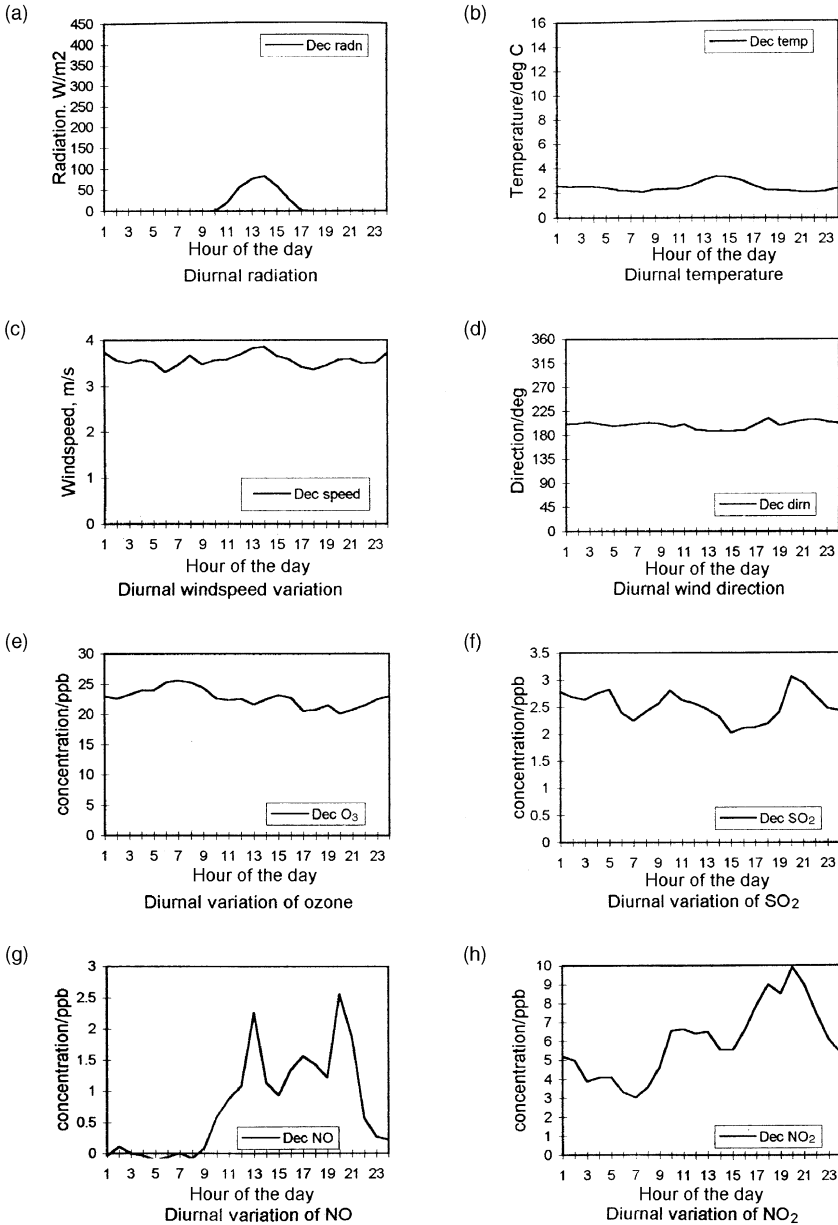 (a)
Radiation. W/m2
450
400
350
300
250
200
150
100
50
0
Dec radn
1 3 5 7 9 11 13 15 17 19 21 23
Hour of the day
Diurnal radiation
(b)
Temperature/deg C
16
14
12
10
8
6
4
2
0
Dec temp
1 3 5 7 9 11 13 15 17 19 21 23
Hour of the day
Diurnal temperature
(c)
Windspeed, m/s
4
3
2
1
0
Dec speed
1 3 5 7 9 11 13 15 17 19 21 23
Hour of the day
Diurnal windspeed variation
(d)
Direction/deg
360
315
270
225
180
135
90
45
0
Dec dirn
1 3 5 7 9 11 13 15 17 19 21 23
Hour of the day
Diurnal wind direction
(e)
concentration/ppb
30
25
20
15
10
5
0
Dec O₃
1 3 5 7 9 11 13 15 17 19 21 23
Hour of the day
Diurnal variation of ozone
(f)
concentration/ppb
3.5
3
2.5
2
1.5
1
0.5
0
Dec SO₂
1 3 5 7 9 11 13 15 17 19 21 23
Hour of the day
Diurnal variation of SO₂
(g)
concentration/ppb
3
2.5
2
1.5
1
0.5
0
Dec NO
1 3 5 7 9 11 13 15 17 19 21 23
Hour of the day
Diurnal variation of NO
(h)
concentration/ppb
10
9
8
7
6
5
4
3
2
1
0
Dec NO₂
1 3 5 7 9 11 13 15 17 19 21 23
Hour of the day
Diurnal variation of NO₂